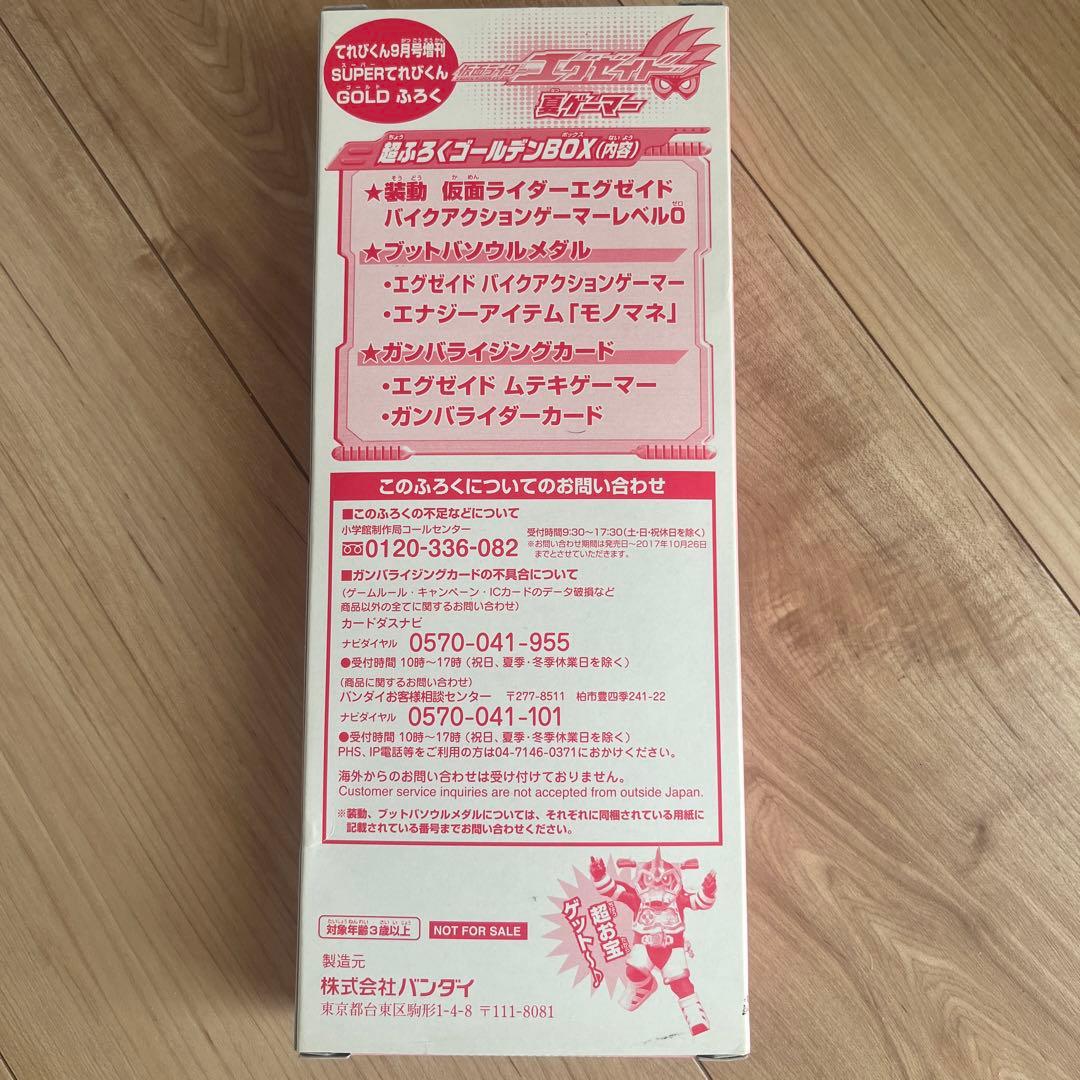 てれびくん9月号増刊
SUPERてれびくん
GOLD ふろく
仮面ライダー エグゼイド
夏ゲーマー
超ふろくゴールデンBOX(内容)
★装動 仮面ライダーエグゼイド
バイクアクションゲーマーレベル0
★ブットバソウルメダル
・エグゼイド バイクアクションゲーマー
・エナジーアイテム「モノマネ」
★ガンバライジングカード
・エグゼイド ムテキゲーマー
・ガンバライダーカード
このふろくについてのお問い合わせ
■このふろくの不足などについて
小学館制作局コールセンター
0120-336-082
受付時間9:30〜17:30(土・日・祝休日を除く)
※お問い合わせ期間は発売日〜2017年10月26日
までとさせていただきます。
■ガンバライジングカードの不具合について
(ゲームルール・キャンペーン・ICカードのデータ破損など
商品以外の全てに関するお問い合わせ)
カードダスナビ
ナビダイヤル 0570-041-955
●受付時間 10時〜17時(祝日、夏季・冬季休業日を除く)
(商品に関するお問い合わせ)
バンダイお客様相談センター 〒277-8511 柏市豊四季241-22
ナビダイヤル 0570-041-101
●受付時間 10時〜17時(祝日、夏季・冬季休業日を除く)
PHS、IP電話等をご利用の方は04-7146-0371におかけください。
海外からのお問い合わせは受け付けておりません。
Customer service inquiries are not accepted from outside Japan.
※装動、ブットバソウルメダルについては、それぞれに同梱されている用紙に
記載されている番号までお問い合わせください。
超お宝
ゲット〜♪
対象年齢3歳以上
NOT FOR SALE
製造元
株式会社バンダイ
東京都台東区駒形1-4-8 〒111-8081